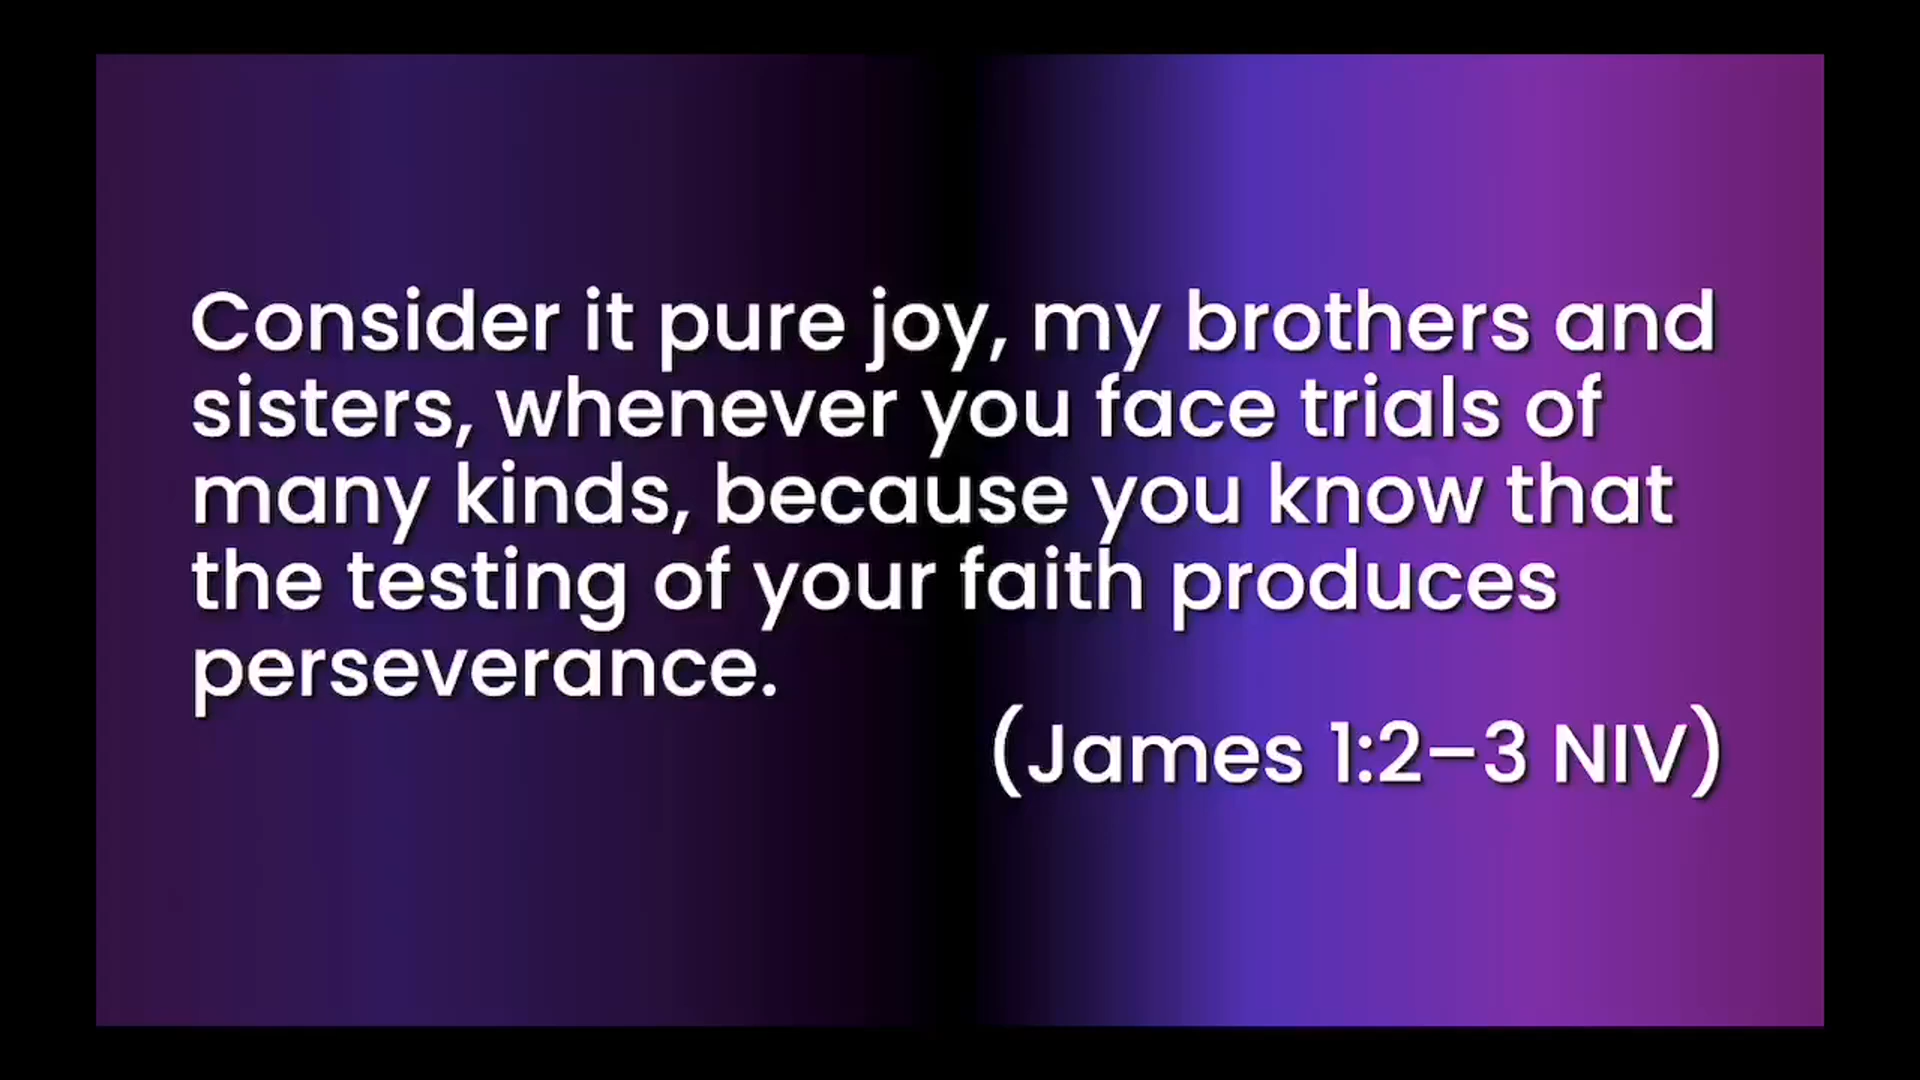 Consider it pure joy, my brothers and
sisters, whenever you face trials of
many kinds, because you know that
the testing of your faith produces
perseverance.
(James 1:2–3 NIV)